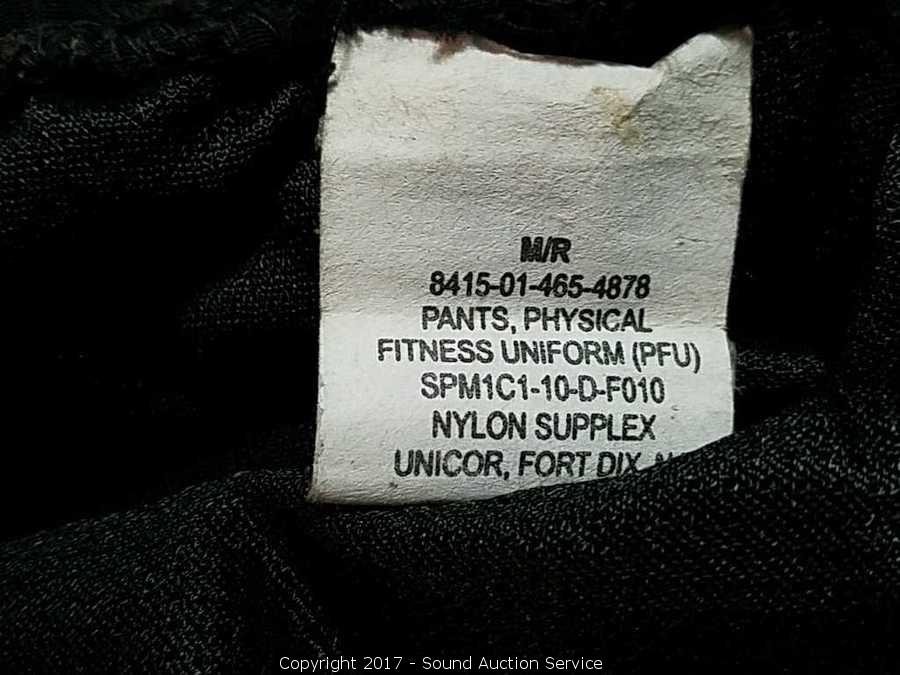 M/R
8415-01-465-4878
PANTS, PHYSICAL
FITNESS UNIFORM (PFU)
SPM1C1-10-D-F010
NYLON SUPPLEX
UNICOR, FORT DIX,
Copyright 2017 - Sound Auction Service